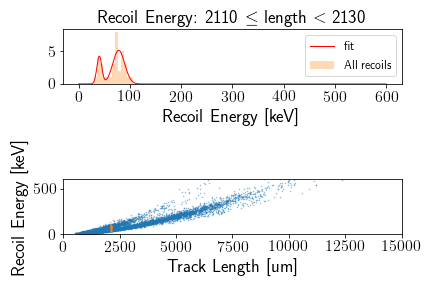 Recoil Energy: 2110 ≤ length < 2130
5
0
fit
All recoils
0 100 200 300 400 500 600
Recoil Energy [keV]
Recoil Energy [keV]
500
0
0 2500 5000 7500 10000 12500 15000
Track Length [um]